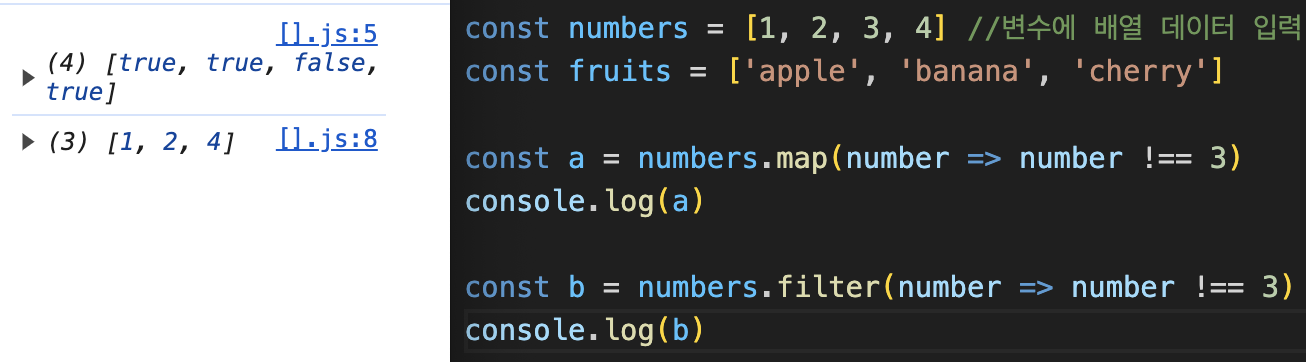 [].js:5
(4) [true, true, false,
true]
(3) [1, 2, 4] [].js:8
const numbers = [1, 2, 3, 4] //변수에 배열 데이터 입력
const fruits = ['apple', 'banana', 'cherry']
const a = numbers.map(number => number !== 3)
console.log(a)
const b = numbers.filter(number => number !== 3)
console.log(b)